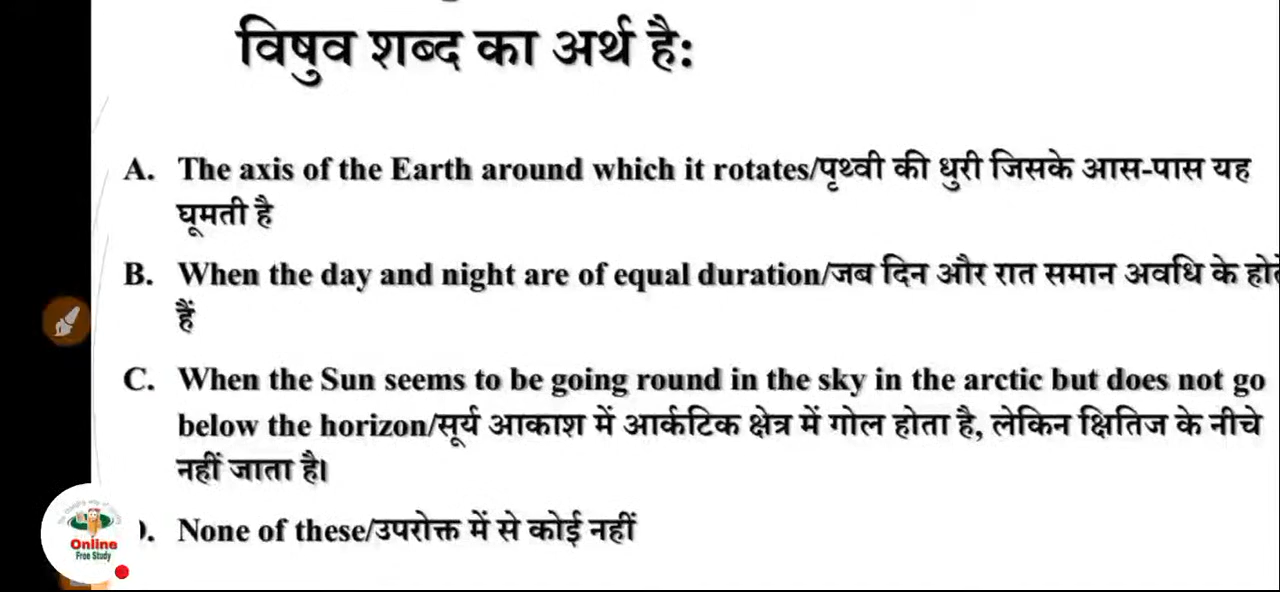 विषुव शब्द का अर्थ है:
A. The axis of the Earth around which it rotates/पृथ्वी की धुरी जिसके आस-पास यह
घूमती है
B. When the day and night are of equal duration/जब दिन और रात समान अवधि के
हैं
C. When the Sun seems to be going round in the sky in the arctic but does not go
below the horizon/सूर्य आकाश में आर्कटिक क्षेत्र में गोल होता है, लेकिन क्षितिज के नीचे
नहीं जाता है।
. None of these/उपरोक्त में से कोई नहीं
Online
Free Study